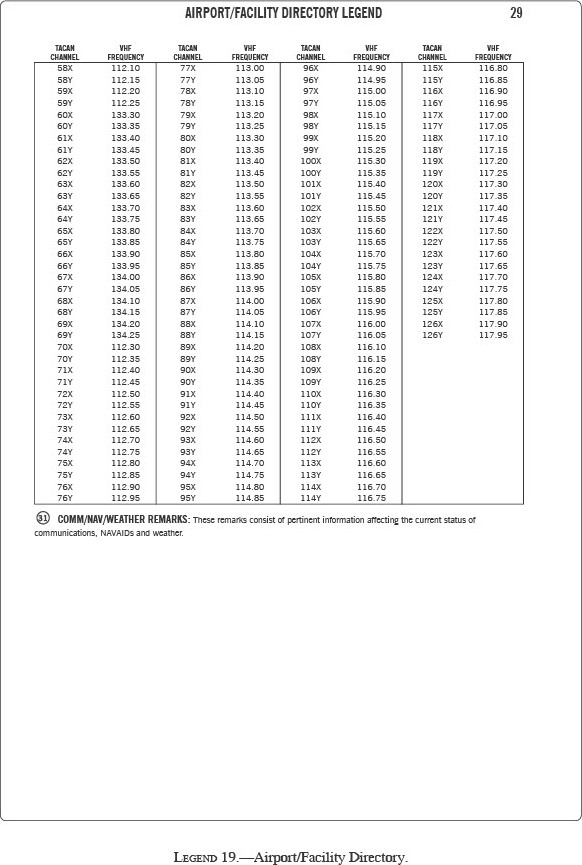 AIRPORT/FACILITY DIRECTORY LEGEND 29
TACAN VHF TACAN VHF TACAN VHF TACAN VHF
CHANNEL FREQUENCY CHANNEL FREQUENCY CHANNEL FREQUENCY CHANNEL FREQUENCY
58X 112.10 77X 113.00 96X 114.90 115X 116.80
58Y 112.15 77Y 113.05 96Y 114.95 115Y 116.85
59X 112.20 78X 113.10 97X 115.00 116X 116.90
59Y 112.25 78Y 113.15 97Y 115.05 116Y 116.95
60X 133.30 79X 113.20 98X 115.10 117X 117.00
60Y 133.35 79Y 113.25 98Y 115.15 117Y 117.05
61X 133.40 80X 113.30 99X 115.20 118X 117.10
61Y 133.45 80Y 113.35 99Y 115.25 118Y 117.15
62X 133.50 81X 113.40 100X 115.30 119X 117.20
62Y 133.55 81Y 113.45 100Y 115.35 119Y 117.25
63X 133.60 82X 113.50 101X 115.40 120X 117.30
63Y 133.65 82Y 113.55 101Y 115.45 120Y 117.35
64X 133.70 83X 113.60 102X 115.50 121X 117.40
64Y 133.75 83Y 113.65 102Y 115.55 121Y 117.45
65X 133.80 84X 113.70 103X 115.60 122X 117.50
65Y 133.85 84Y 113.75 103Y 115.65 122Y 117.55
66X 133.90 85X 113.80 104X 115.70 123X 117.60
66Y 133.95 85Y 113.85 104Y 115.75 123Y 117.65
67X 134.00 86X 113.90 105X 115.80 124X 117.70
67Y 134.05 86Y 113.95 105Y 115.85 124Y 117.75
68X 134.10 87X 114.00 106X 115.90 125X 117.80
68Y 134.15 87Y 114.05 106Y 115.95 125Y 117.85
69X 134.20 88X 114.10 107X 116.00 126X 117.90
69Y 134.25 88Y 114.15 107Y 116.05 126Y 117.95
70X 112.30 89X 114.20 108X 116.10
70Y 112.35 89Y 114.25 108Y 116.15
71X 112.40 90X 114.30 109X 116.20
71Y 112.45 90Y 114.35 109Y 116.25
72X 112.50 91X 114.40 110X 116.30
72Y 112.55 91Y 114.45 110Y 116.35
73X 112.60 92X 114.50 111X 116.40
73Y 112.65 92Y 114.55 111Y 116.45
74X 112.70 93X 114.60 112X 116.50
74Y 112.75 93Y 114.65 112Y 116.55
75X 112.80 94X 114.70 113X 116.60
75Y 112.85 94Y 114.75 113Y 116.65
76X 112.90 95X 114.80 114X 116.70
76Y 112.95 95Y 114.85 114Y 116.75
31 COMM/NAV/WEATHER REMARKS: These remarks consist of pertinent information affecting the current status of
communications, NAVAIDs and weather.
LEGEND 19.—Airport/Facility Directory.